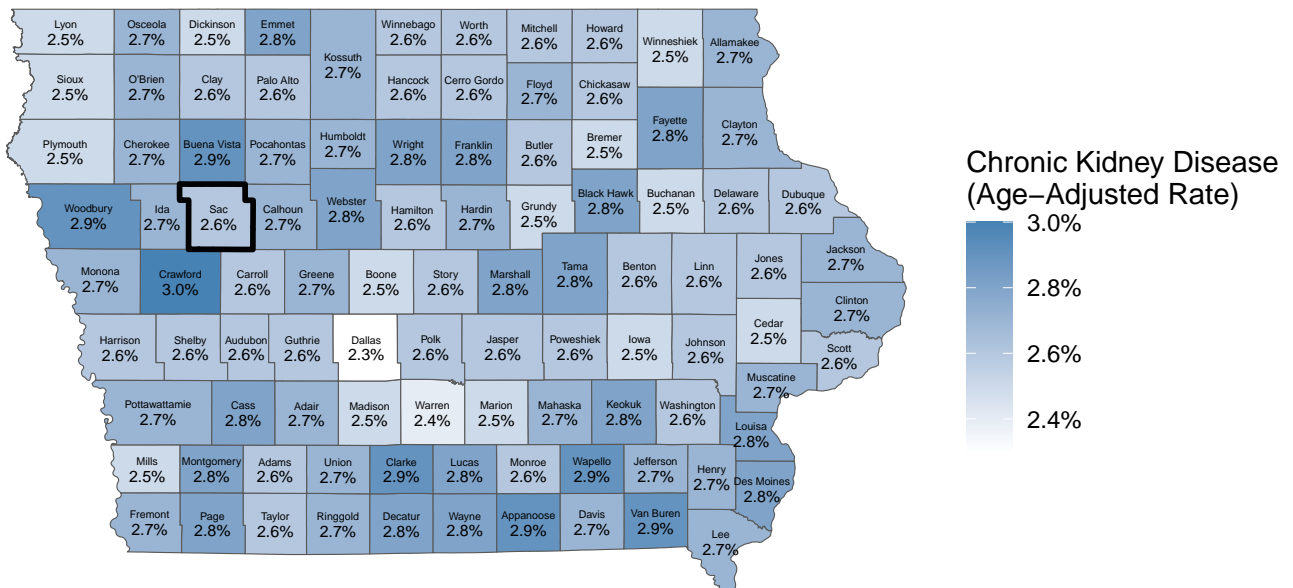 Lyon
2.5%
Osceola
2.7%
Dickinson
2.5%
Emmet
2.8%
Kossuth
2.7%
Winnebago
2.6%
Worth
2.6%
Mitchell
2.6%
Howard
2.6%
Winneshiek
2.5%
Allamakee
2.7%
Sioux
2.5%
O'Brien
2.7%
Clay
2.6%
Palo Alto
2.6%
Hancock
2.6%
Cerro Gordo
2.6%
Floyd
2.7%
Chickasaw
2.6%
Fayette
2.8%
Clayton
2.7%
Plymouth
2.5%
Cherokee
2.7%
Buena Vista
2.9%
Pocahontas
2.7%
Humboldt
2.7%
Wright
2.8%
Franklin
2.8%
Butler
2.6%
Bremer
2.5%
Woodbury
2.9%
Ida
2.7%
Sac
2.6%
Calhoun
2.7%
Webster
2.8%
Hamilton
2.6%
Hardin
2.7%
Grundy
2.5%
Black Hawk
2.8%
Buchanan
2.5%
Delaware
2.6%
Dubuque
2.6%
Monona
2.7%
Crawford
3.0%
Carroll
2.6%
Greene
2.7%
Boone
2.5%
Story
2.6%
Marshall
2.8%
Tama
2.8%
Benton
2.6%
Linn
2.6%
Jones
2.6%
Jackson
2.7%
Clinton
2.7%
Harrison
2.6%
Shelby
2.6%
Audubon
2.6%
Guthrie
2.6%
Dallas
2.3%
Polk
2.6%
Jasper
2.6%
Poweshiek
2.6%
Iowa
2.5%
Johnson
2.6%
Cedar
2.5%
Scott
2.6%
Muscatine
2.7%
Pottawattamie
2.7%
Cass
2.8%
Adair
2.7%
Madison
2.5%
Warren
2.4%
Marion
2.5%
Mahaska
2.7%
Keokuk
2.8%
Washington
2.6%
Louisa
2.8%
Mills
2.5%
Montgomery
2.8%
Adams
2.6%
Union
2.7%
Clarke
2.9%
Lucas
2.8%
Monroe
2.6%
Wapello
2.9%
Jefferson
2.7%
Henry
2.7%
Des Moines
2.8%
Fremont
2.7%
Page
2.8%
Taylor
2.6%
Ringgold
2.7%
Decatur
2.8%
Wayne
2.8%
Appanoose
2.9%
Davis
2.7%
Van Buren
2.9%
Lee
2.7%
Chronic Kidney Disease
(Age−Adjusted Rate)
3.0%
2.8%
2.6%
2.4%